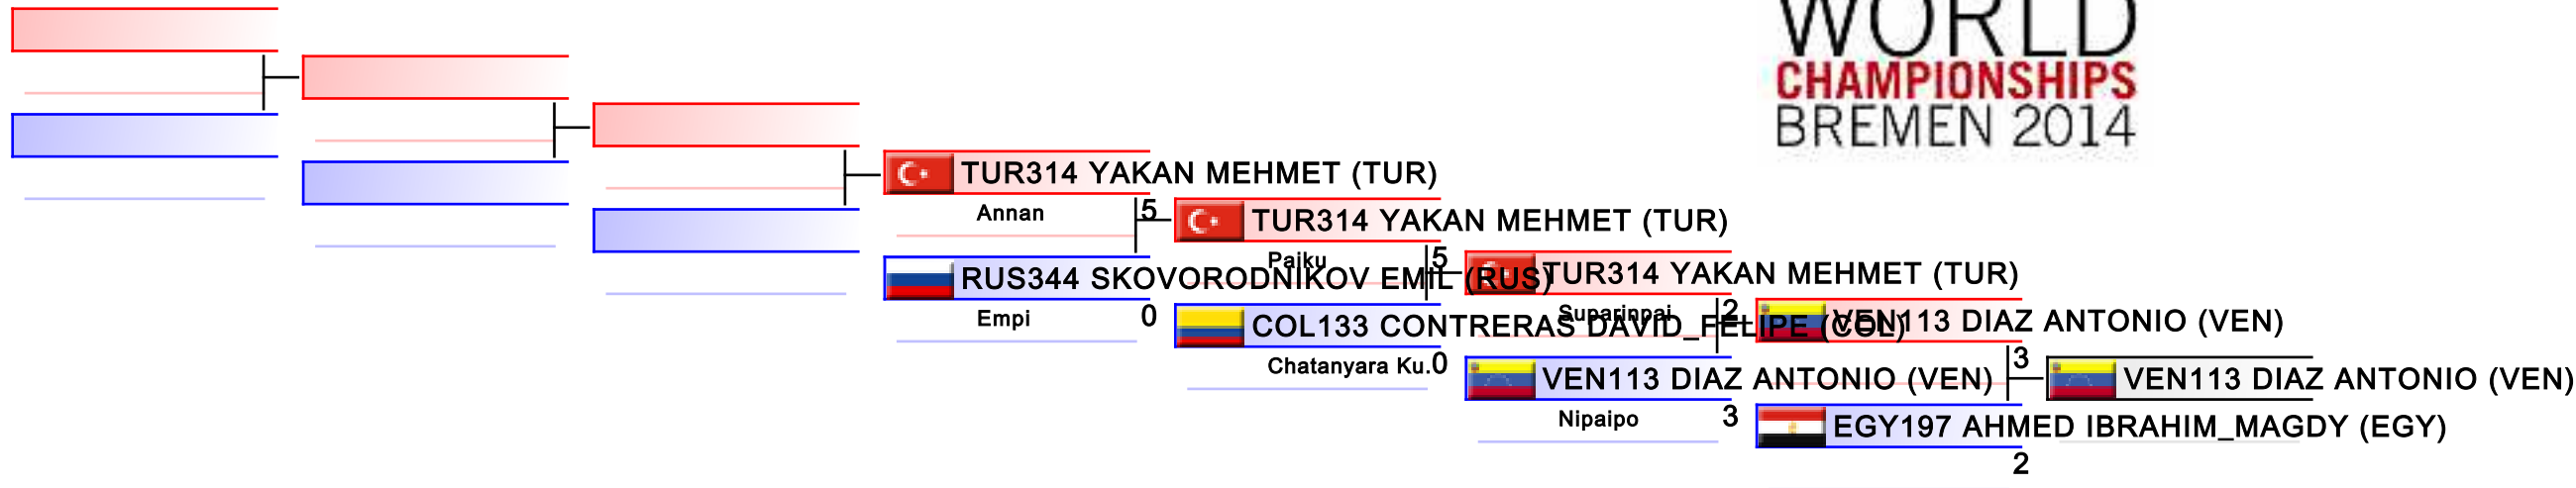 WORLD
CHAMPIONSHIPS
BREMEN 2014
TUR314 YAKAN MEHMET (TUR)
Annan
5
RUS344 SKOVORODNIKOV EMIL (RUS)
Empi
0
TUR314 YAKAN MEHMET (TUR)
Paiku
5
COL133 CONTRERAS DAVID_FELIPE (COL)
Chatanyara Ku.
0
TUR314 YAKAN MEHMET (TUR)
Suparinpai
2
VEN113 DIAZ ANTONIO (VEN)
Nipaipo
3
VEN113 DIAZ ANTONIO (VEN)
3
EGY197 AHMED IBRAHIM_MAGDY (EGY)
2
VEN113 DIAZ ANTONIO (VEN)